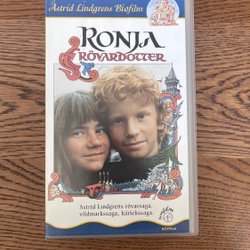 Astrid Lindgrens Biofilm
RONJA
RÖVARDOTTER
Astrid Lindgrens rövarsaga,
vildmarkssaga, kärlekssaga.